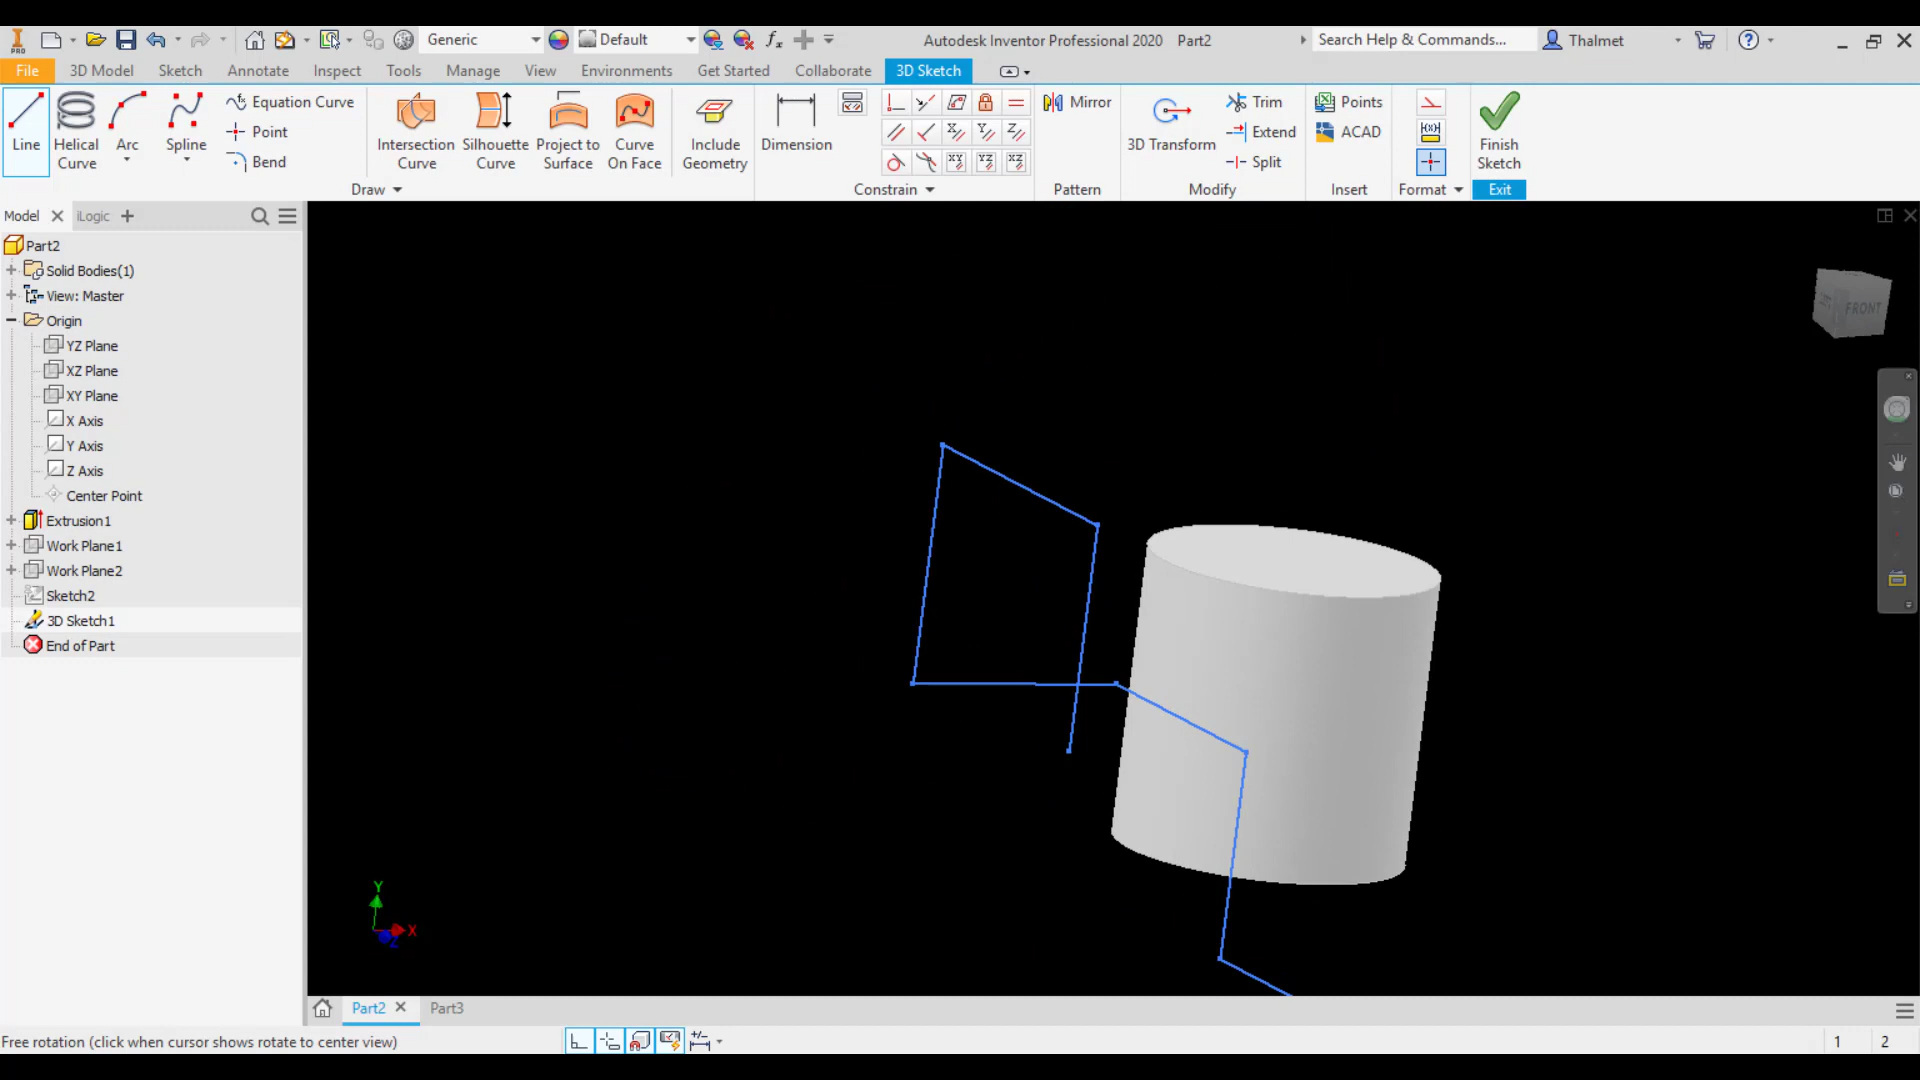 PRO
Generic
Default
fx
Autodesk Inventor Professional 2020 Part2
Search Help & Commands...
Thalmet
File
3D Model
Sketch
Annotate
Inspect
Tools
Manage
View
Environments
Get Started
Collaborate
3D Sketch
Line
Helical Curve
Arc
Spline
Equation Curve
Point
Bend
Draw
Intersection Curve
Silhouette Curve
Project to Surface
Curve On Face
Include Geometry
Dimension
Constrain
Mirror
Pattern
3D Transform
Trim
Extend
Split
Modify
Points
ACAD
Insert
Format
Finish Sketch
Exit
Model
iLogic
Part2
Solid Bodies(1)
View: Master
Origin
YZ Plane
XZ Plane
XY Plane
X Axis
Y Axis
Z Axis
Center Point
Extrusion1
Work Plane1
Work Plane2
Sketch2
3D Sketch1
End of Part
FRONT
Y
X
Z
Part2
Part3
Free rotation (click when cursor shows rotate to center view)
1
2